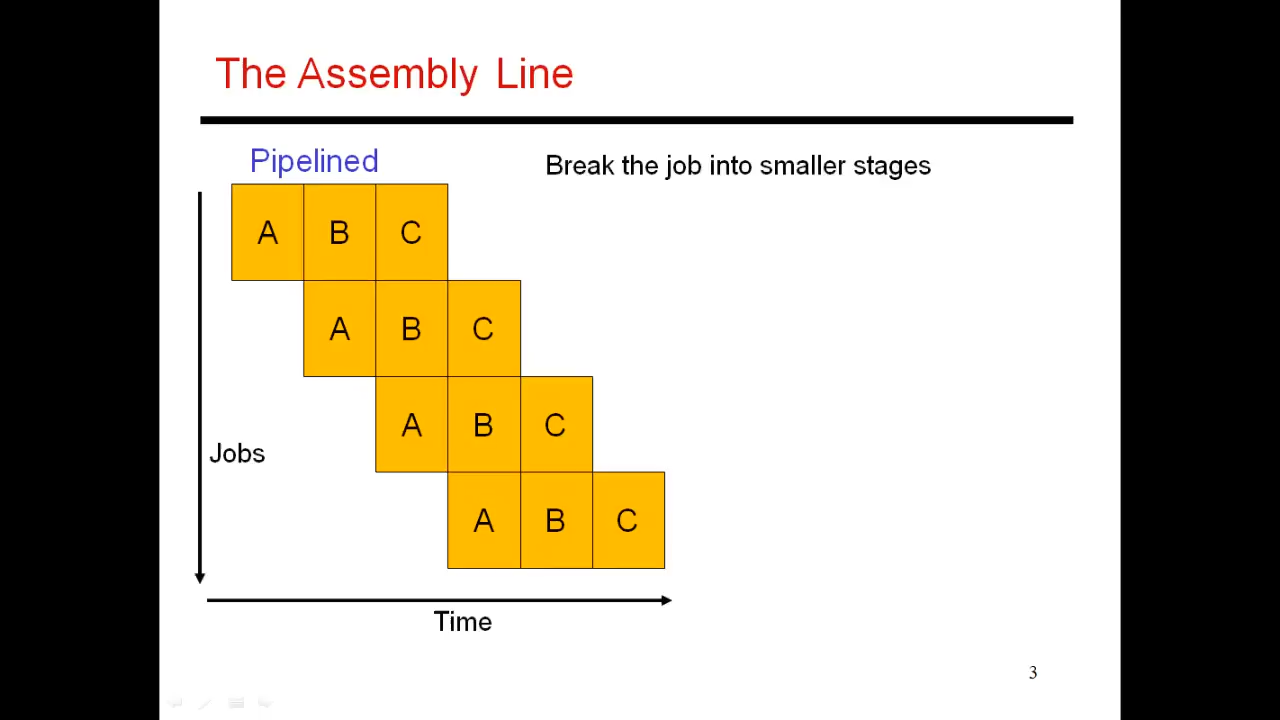 The Assembly Line
Pipelined
Break the job into smaller stages
A B C
A B C
A B C
Jobs
A B C
Time
3